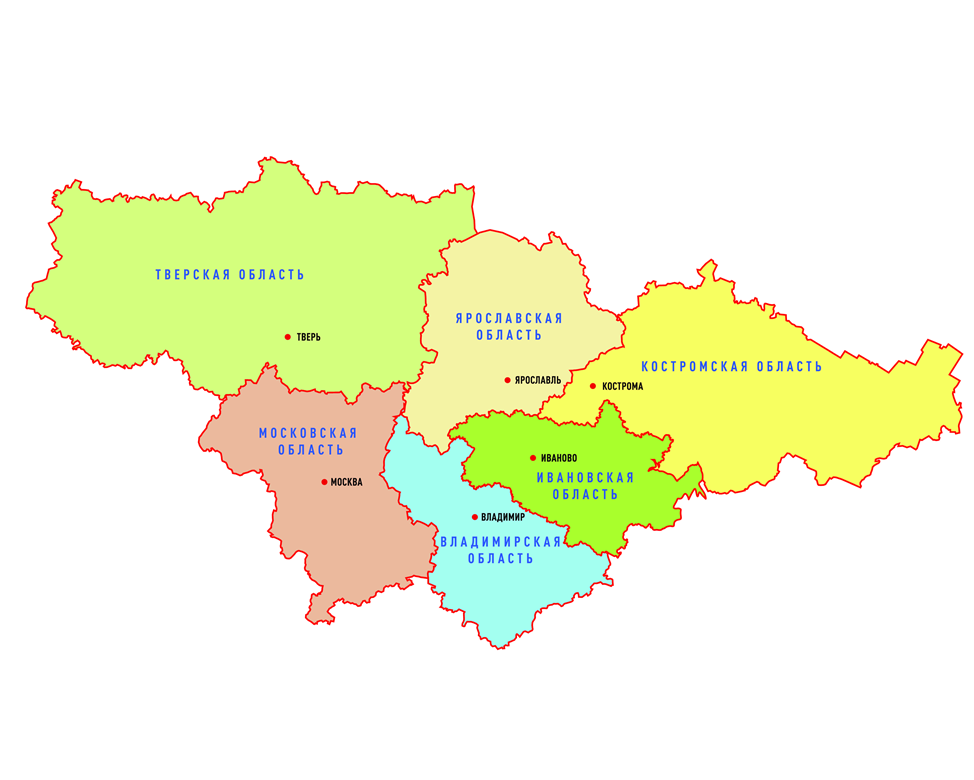 ТВЕРСКАЯ ОБЛАСТЬ
ТВЕРЬ
ЯРОСЛАВСКАЯ
ОБЛАСТЬ
ЯРОСЛАВЛЬ
КОСТРОМСКАЯ ОБЛАСТЬ
КОСТРОМА
МОСКОВСКАЯ
ОБЛАСТЬ
МОСКВА
ИВАНОВО
ИВАНОВСКАЯ
ОБЛАСТЬ
ВЛАДИМИР
ВЛАДИМИРСКАЯ
ОБЛАСТЬ